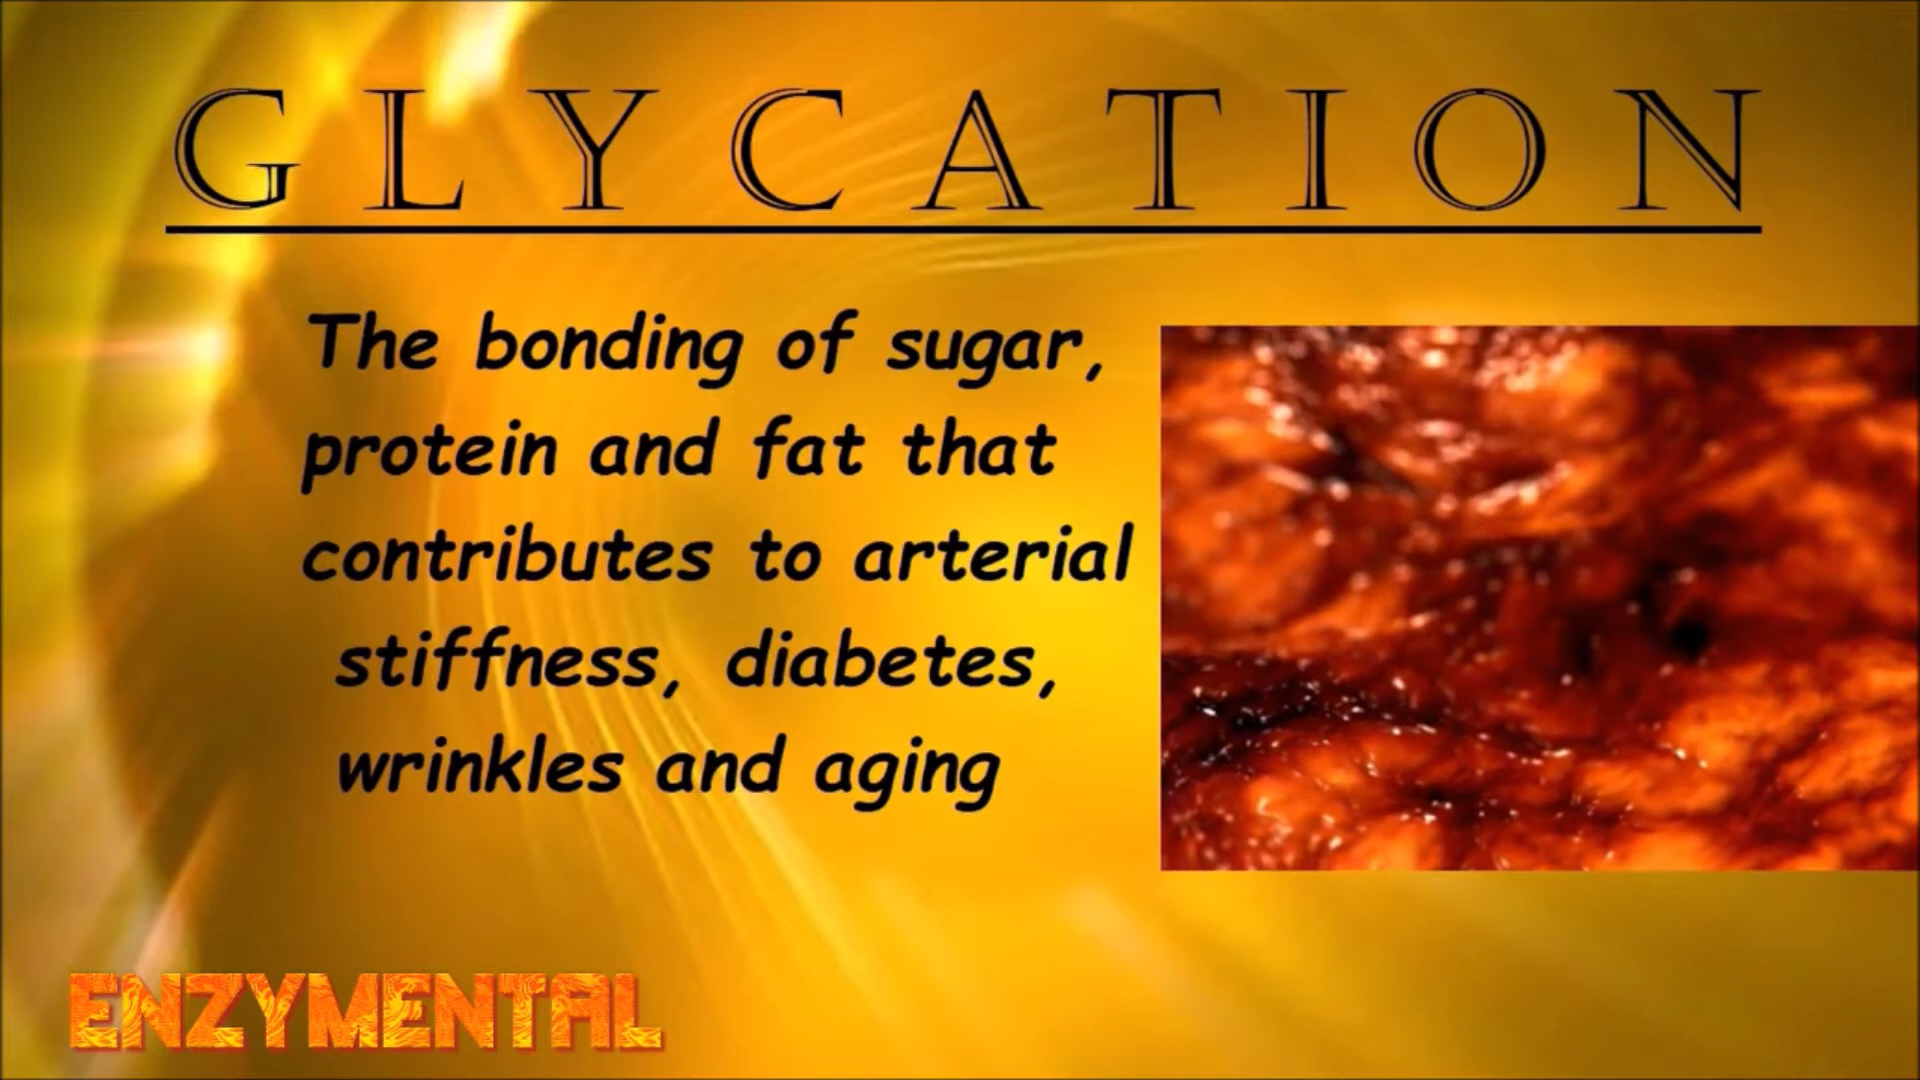 GLYCATION
The bonding of sugar,
protein and fat that
contributes to arterial
stiffness, diabetes,
wrinkles and aging
ENZYMENTAL